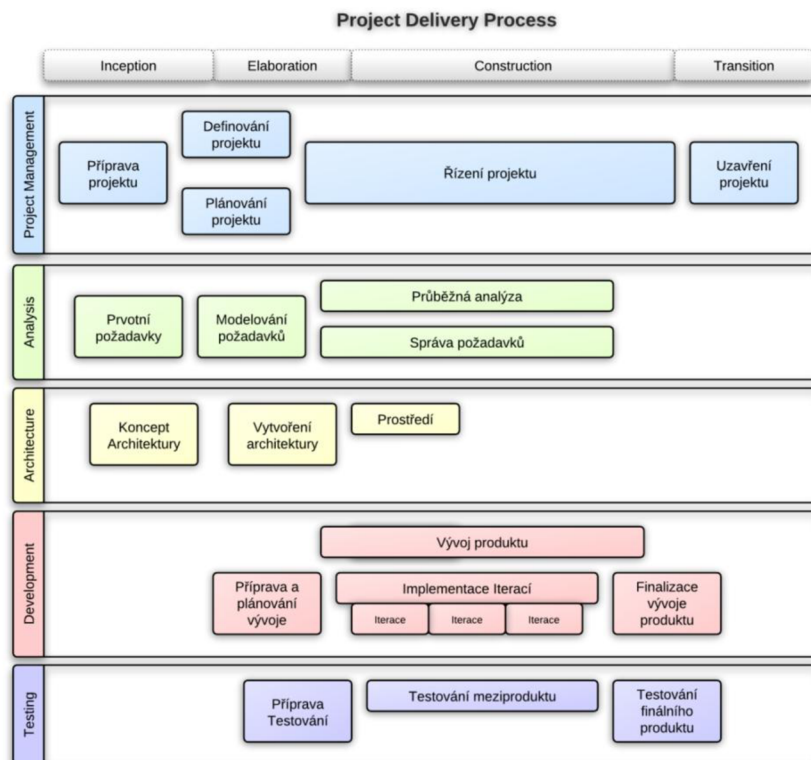 Project Delivery Process
Inception
Elaboration
Construction
Transition
Project Management
Příprava
projektu
Definování
projektu
Plánování
projektu
Řízení projektu
Uzavření
projektu
Analysis
Prvotní
požadavky
Modelování
požadavků
Průběžná analýza
Správa požadavků
Architecture
Koncept
Architektury
Vytvoření
architektury
Prostředí
Development
Vývoj produktu
Příprava a
plánování
vývoje
Implementace Iterací
Iterace
Iterace
Iterace
Finalizace
vývoje
produktu
Testing
Příprava
Testování
Testování meziproduktu
Testování
finálního
produktu